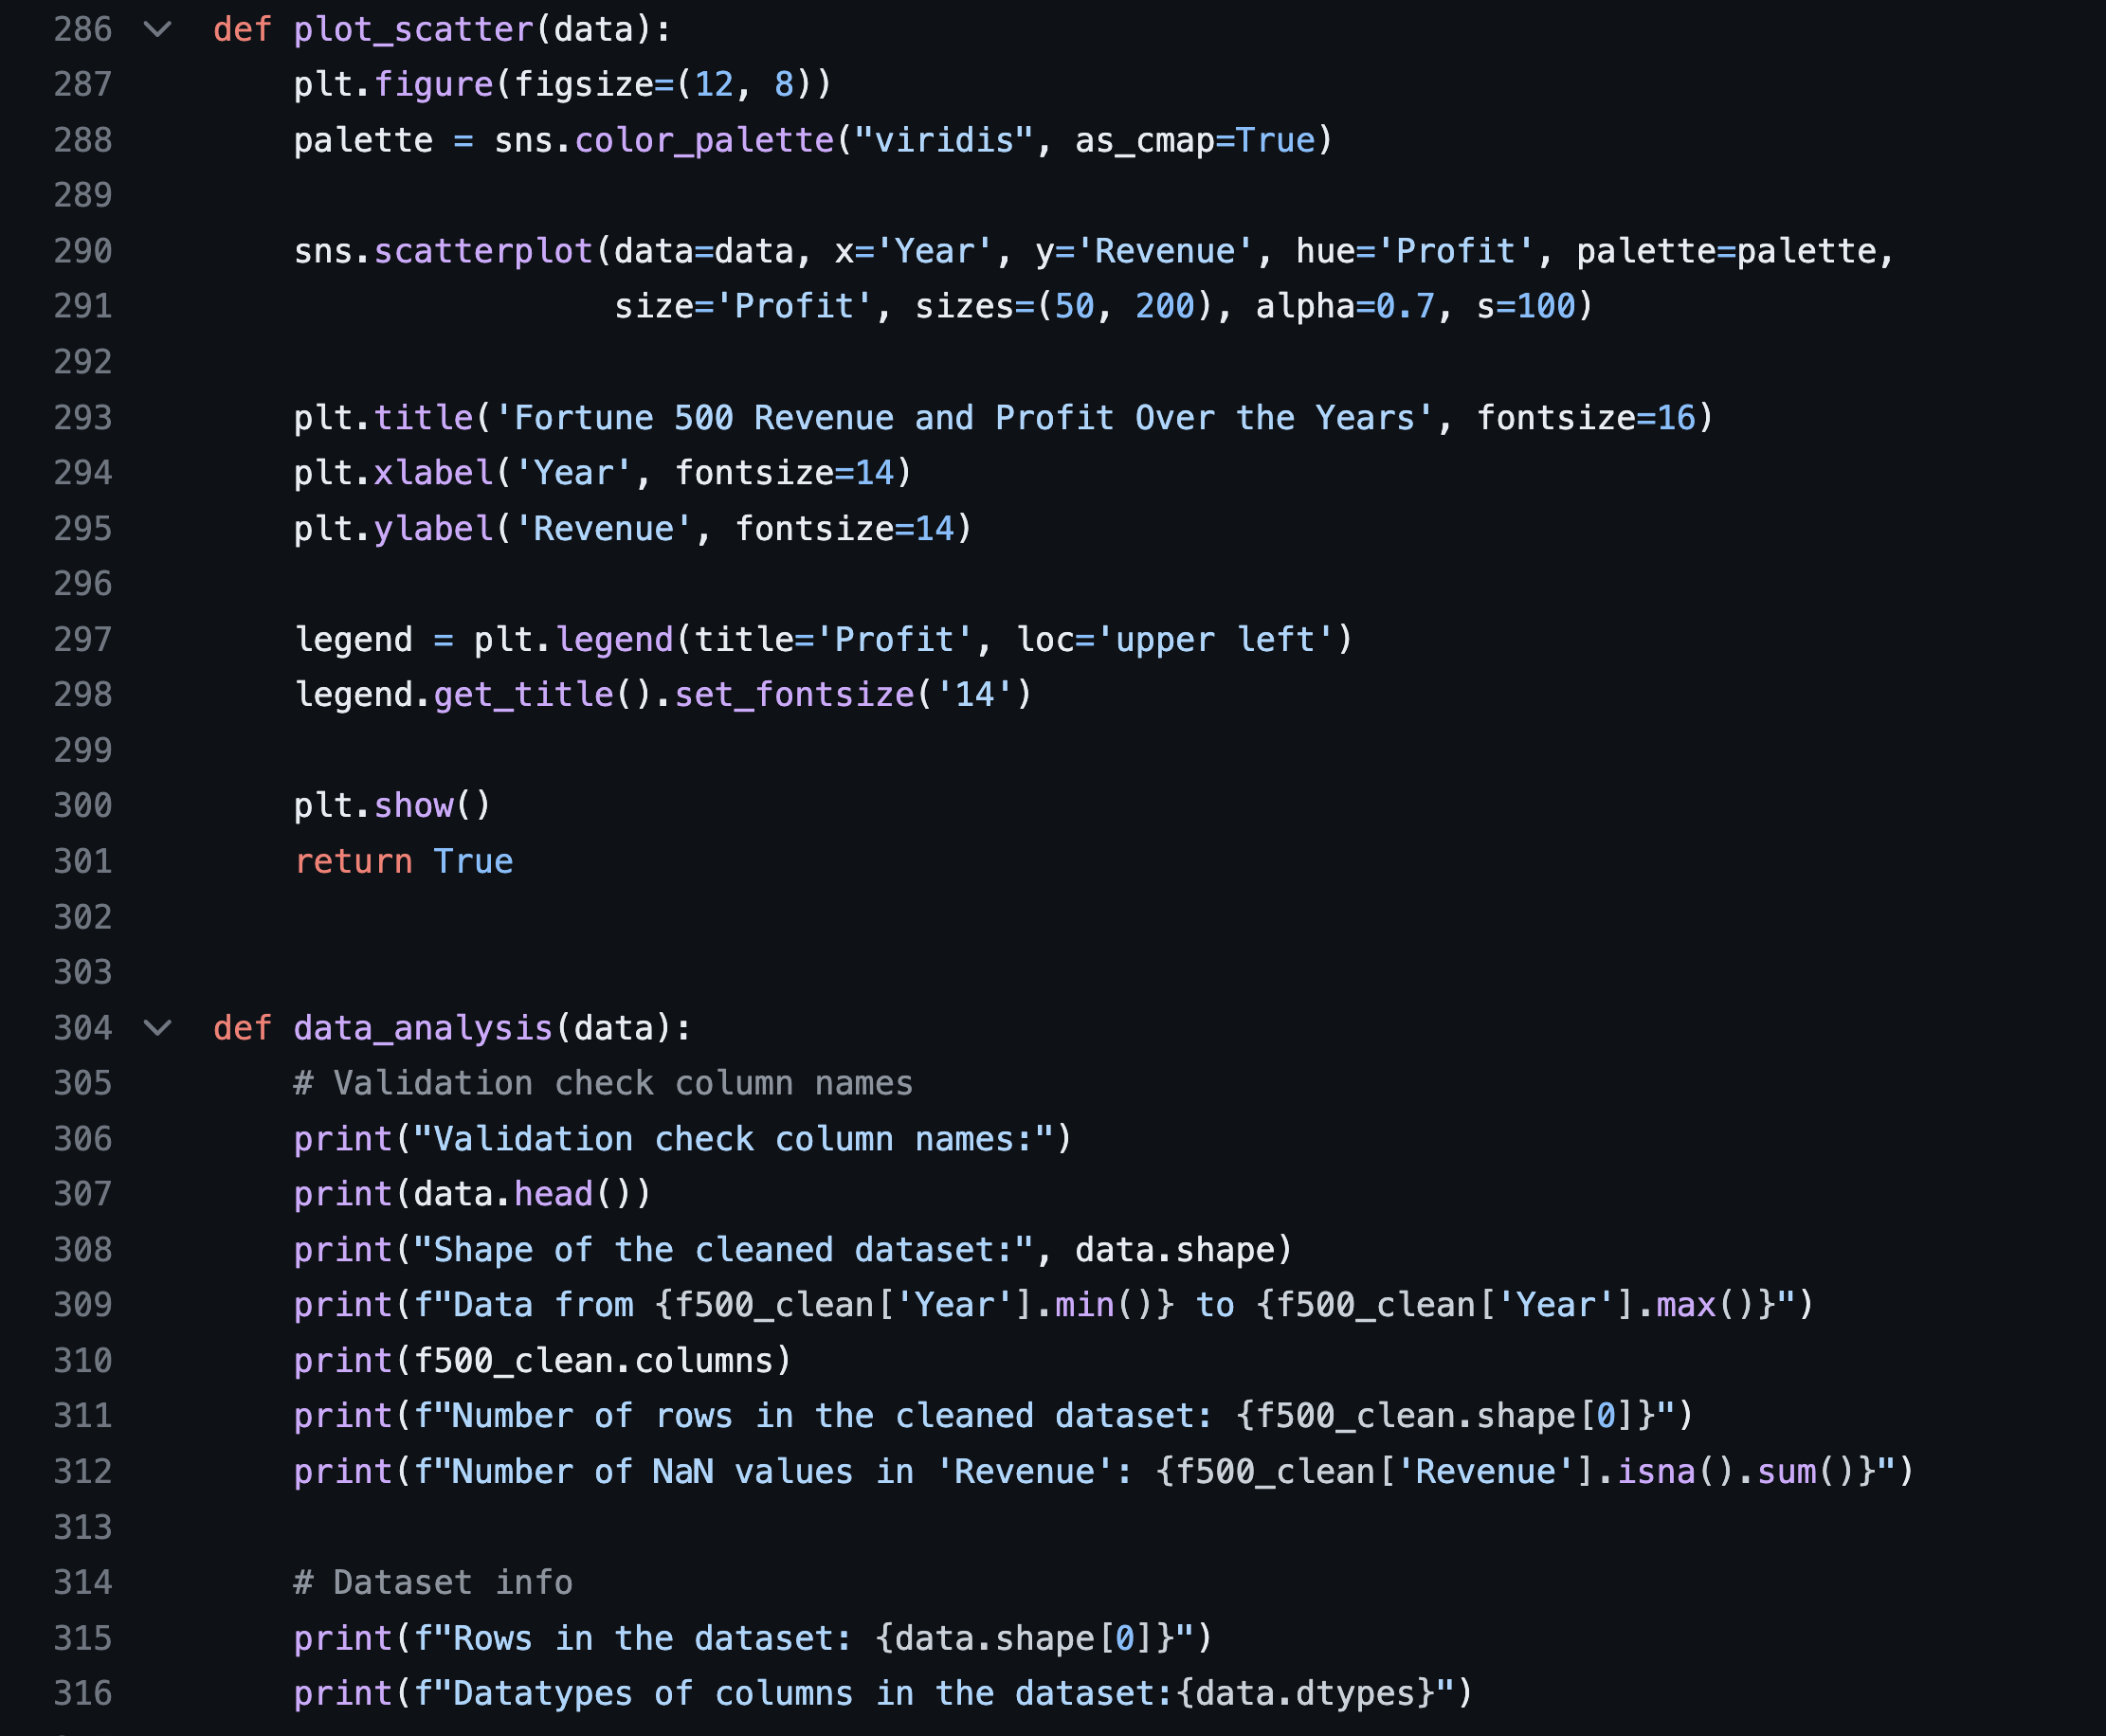 286 def plot_scatter(data):
287 plt.figure(figsize=(12, 8))
288 palette = sns.color_palette("viridis", as_cmap=True)
289
290 sns.scatterplot(data=data, x='Year', y='Revenue', hue='Profit', palette=palette,
291 size='Profit', sizes=(50, 200), alpha=0.7, s=100)
292
293 plt.title('Fortune 500 Revenue and Profit Over the Years', fontsize=16)
294 plt.xlabel('Year', fontsize=14)
295 plt.ylabel('Revenue', fontsize=14)
296
297 legend = plt.legend(title='Profit', loc='upper left')
298 legend.get_title().set_fontsize('14')
299
300 plt.show()
301 return True
302
303
304 def data_analysis(data):
305 # Validation check column names
306 print("Validation check column names:")
307 print(data.head())
308 print("Shape of the cleaned dataset:", data.shape)
309 print(f"Data from {f500_clean['Year'].min()} to {f500_clean['Year'].max()}")
310 print(f500_clean.columns)
311 print(f"Number of rows in the cleaned dataset: {f500_clean.shape[0]}")
312 print(f"Number of NaN values in 'Revenue': {f500_clean['Revenue'].isna().sum()}")
313
314 # Dataset info
315 print(f"Rows in the dataset: {data.shape[0]}")
316 print(f"Datatypes of columns in the dataset:{data.dtypes}")